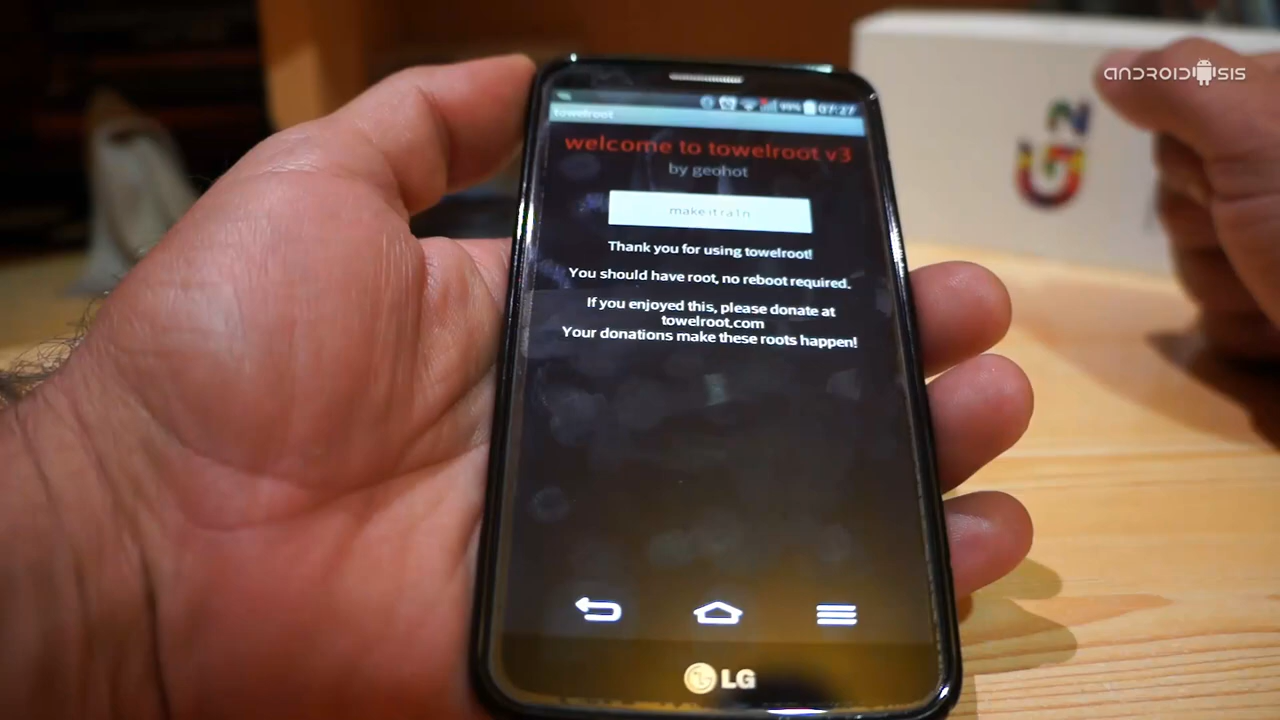 ANDROIDSIS
99% 07:27
towelroot
welcome to towelroot v3
by geohot
make it ra1n
Thank you for using towelroot!
You should have root, no reboot required.
If you enjoyed this, please donate at
towelroot.com
Your donations make these roots happen!
LG
G2